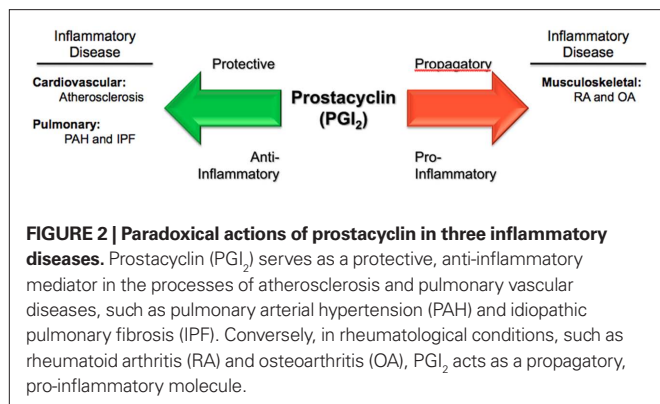 Inflammatory
Disease
Cardiovascular:
Atherosclerosis
Pulmonary:
PAH and IPF
Protective
Anti-
Inflammatory
Prostacyclin
(PGI₂)
Propagatory
Pro-
Inflammatory
Inflammatory
Disease
Musculoskeletal:
RA and OA
FIGURE 2 | Paradoxical actions of prostacyclin in three inflammatory
diseases. Prostacyclin (PGI₂) serves as a protective, anti-inflammatory
mediator in the processes of atherosclerosis and pulmonary vascular
diseases, such as pulmonary arterial hypertension (PAH) and idiopathic
pulmonary fibrosis (IPF). Conversely, in rheumatological conditions, such as
rheumatoid arthritis (RA) and osteoarthritis (OA), PGI₂ acts as a propagatory,
pro-inflammatory molecule.